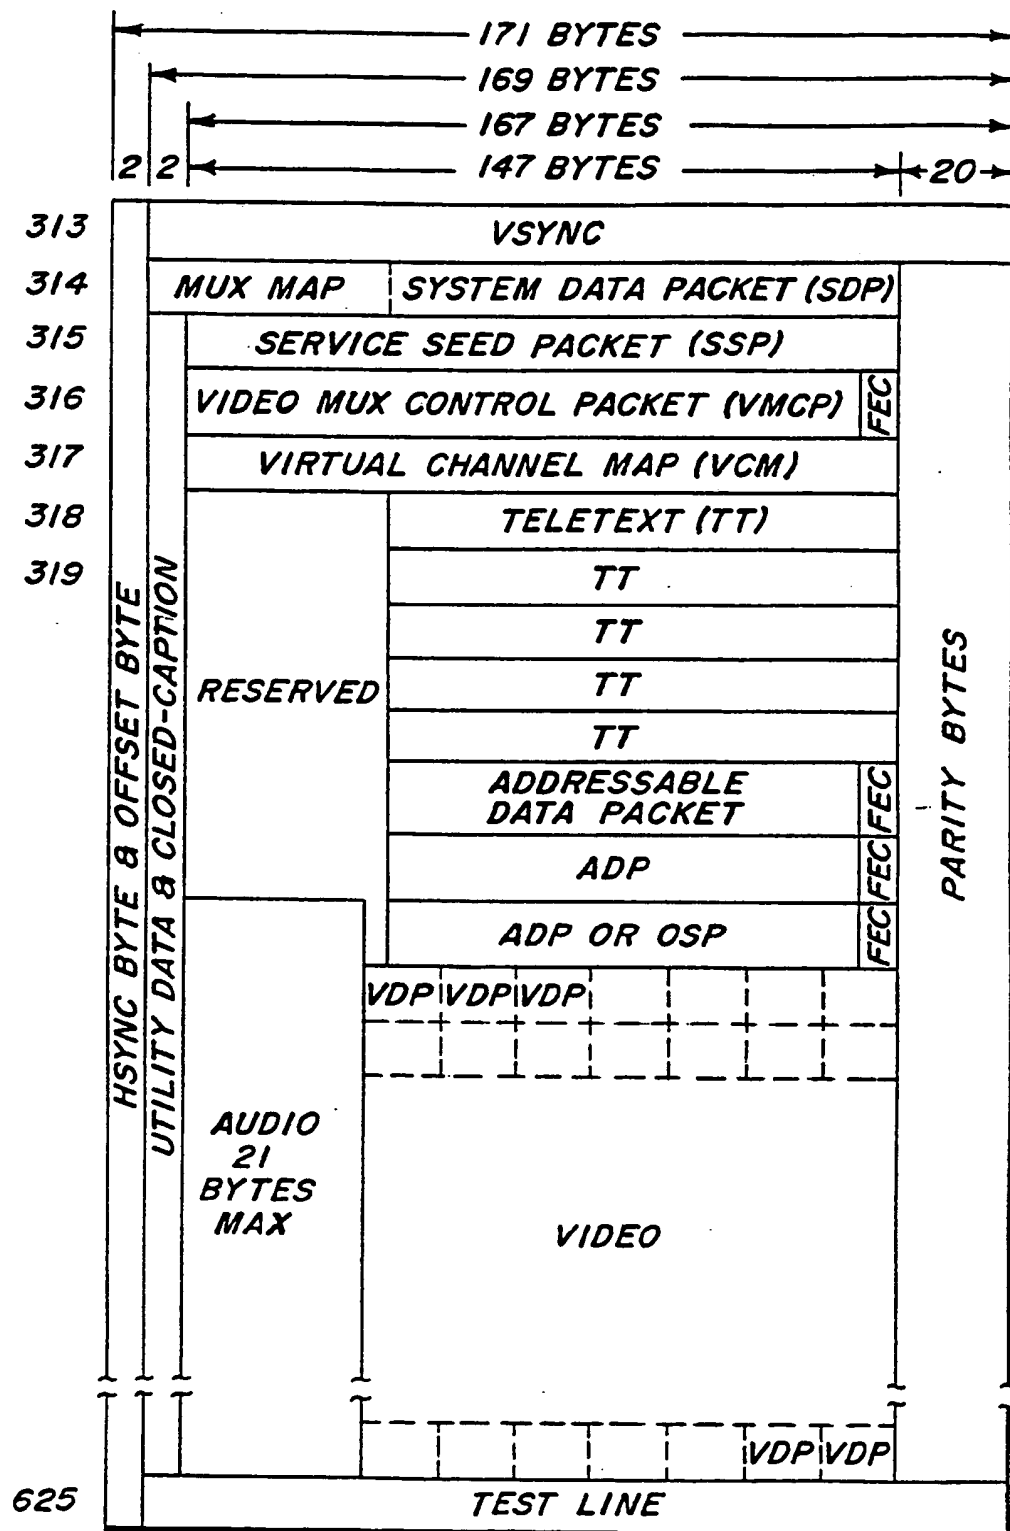 171 BYTES
169 BYTES
167 BYTES
2 2 147 BYTES 20
313 VSYNC
314 MUX MAP SYSTEM DATA PACKET (SDP)
315 SERVICE SEED PACKET (SSP)
316 VIDEO MUX CONTROL PACKET (VMCP) FEC
317 VIRTUAL CHANNEL MAP (VCM)
318 TELETEXT (TT)
319 TT
TT
TT
TT
RESERVED
ADDRESSABLE
DATA PACKET FEC
ADP FEC
ADP OR OSP FEC
VDP VDP VDP
HSYNC BYTE & OFFSET BYTE
UTILITY DATA & CLOSED-CAPTION
PARITY BYTES
AUDIO
21
BYTES
MAX
VIDEO
VDP VDP
625 TEST LINE